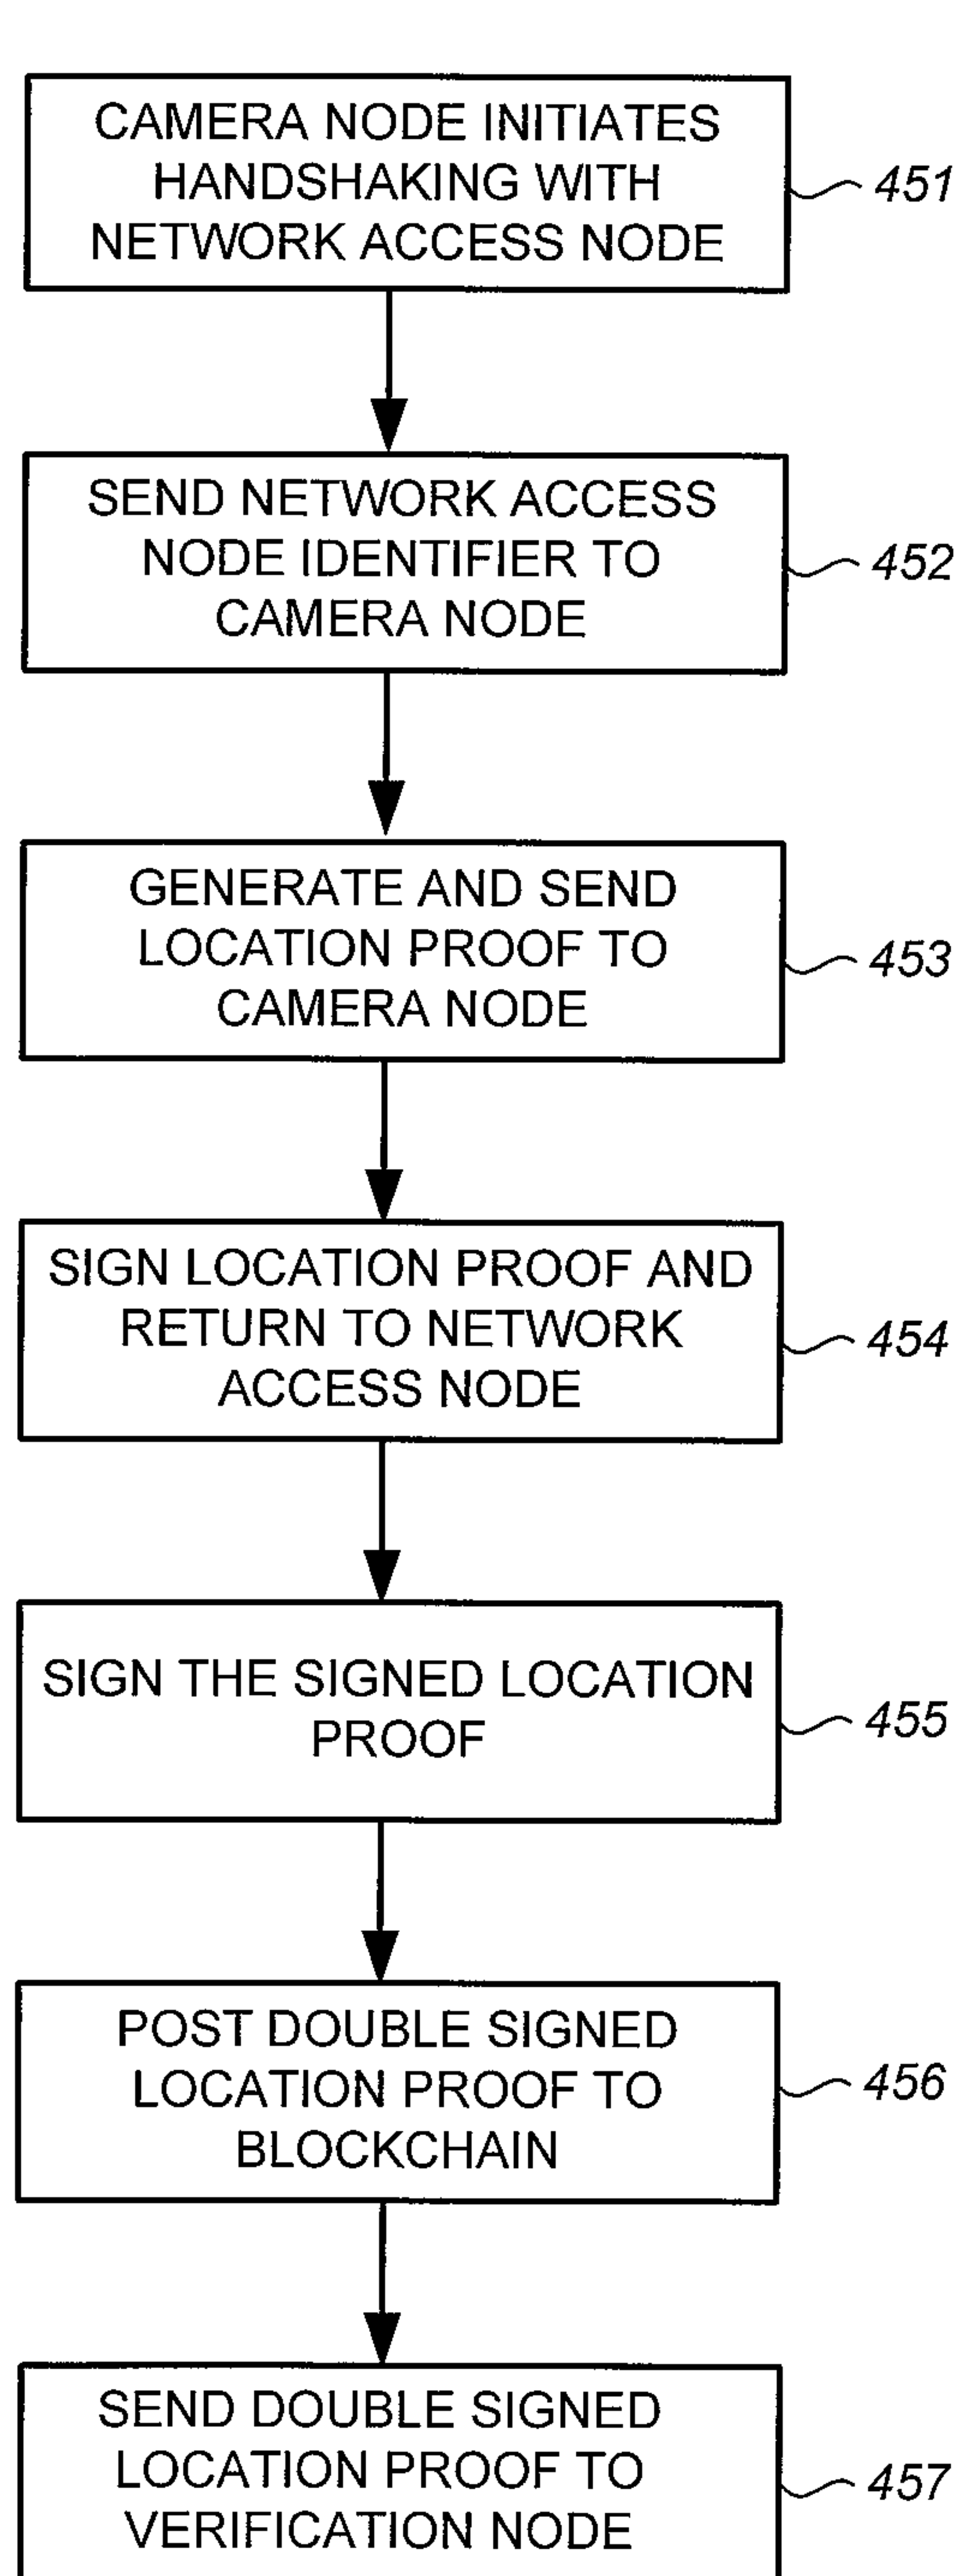 CAMERA NODE INITIATES
HANDSHAKING WITH
NETWORK ACCESS NODE
451
SEND NETWORK ACCESS
NODE IDENTIFIER TO
CAMERA NODE
452
GENERATE AND SEND
LOCATION PROOF TO
CAMERA NODE
453
SIGN LOCATION PROOF AND
RETURN TO NETWORK
ACCESS NODE
454
SIGN THE SIGNED LOCATION
PROOF
455
POST DOUBLE SIGNED
LOCATION PROOF TO
BLOCKCHAIN
456
SEND DOUBLE SIGNED
LOCATION PROOF TO
VERIFICATION NODE
457